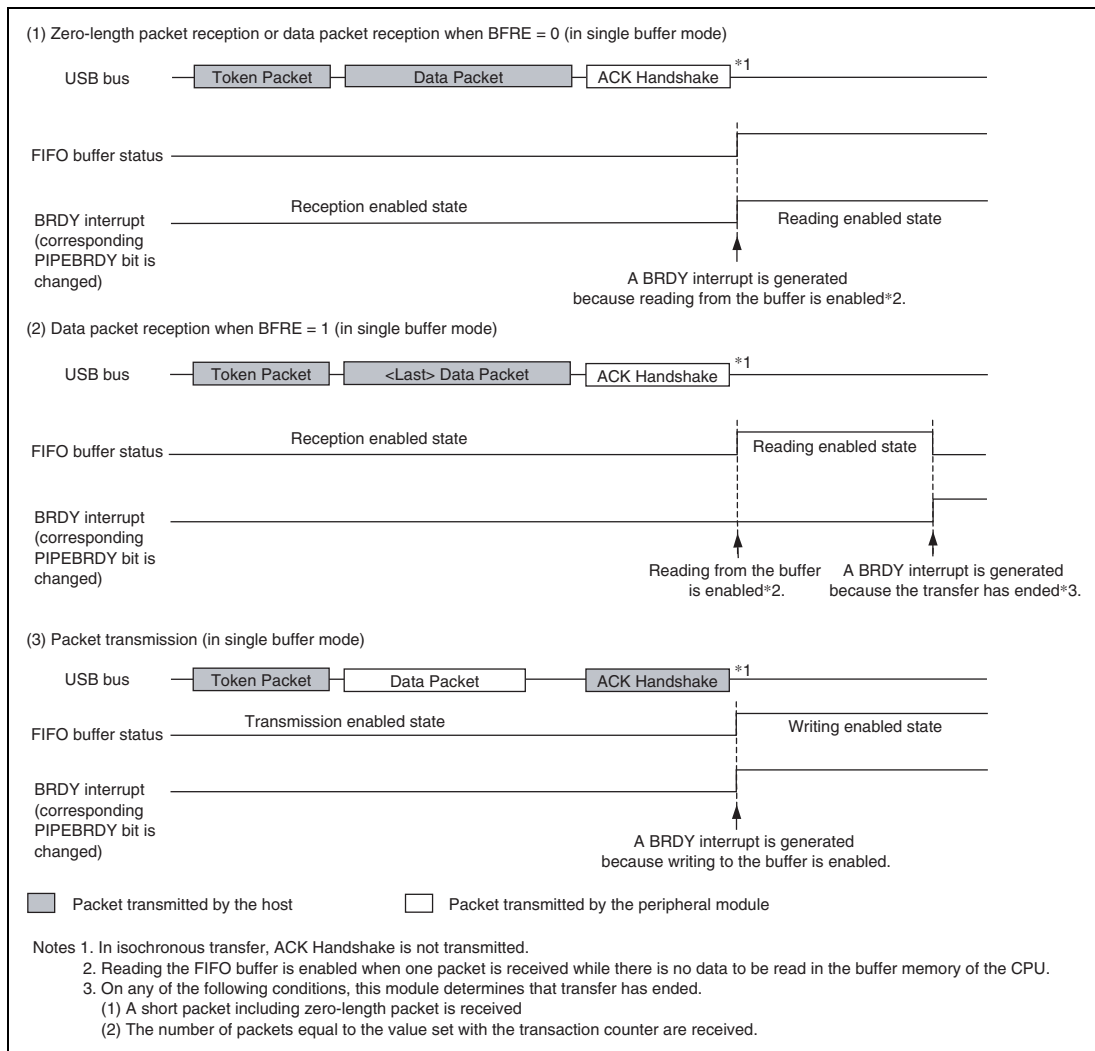 (1) Zero-length packet reception or data packet reception when BFRE = 0 (in single buffer mode)
USB bus
Token Packet
Data Packet
ACK Handshake
*1
FIFO buffer status
BRDY interrupt
(corresponding
PIPEBRDY bit is
changed)
Reception enabled state
Reading enabled state
A BRDY interrupt is generated
because reading from the buffer is enabled*2.
(2) Data packet reception when BFRE = 1 (in single buffer mode)
USB bus
Token Packet
<Last> Data Packet
ACK Handshake
*1
FIFO buffer status
Reception enabled state
Reading enabled state
BRDY interrupt
(corresponding
PIPEBRDY bit is
changed)
Reading from the buffer
is enabled*2.
A BRDY interrupt is generated
because the transfer has ended*3.
(3) Packet transmission (in single buffer mode)
USB bus
Token Packet
Data Packet
ACK Handshake
*1
Transmission enabled state
Writing enabled state
FIFO buffer status
BRDY interrupt
(corresponding
PIPEBRDY bit is
changed)
A BRDY interrupt is generated
because writing to the buffer is enabled.
Packet transmitted by the host
Packet transmitted by the peripheral module
Notes 1. In isochronous transfer, ACK Handshake is not transmitted.
2. Reading the FIFO buffer is enabled when one packet is received while there is no data to be read in the buffer memory of the CPU.
3. On any of the following conditions, this module determines that transfer has ended.
(1) A short packet including zero-length packet is received
(2) The number of packets equal to the value set with the transaction counter are received.